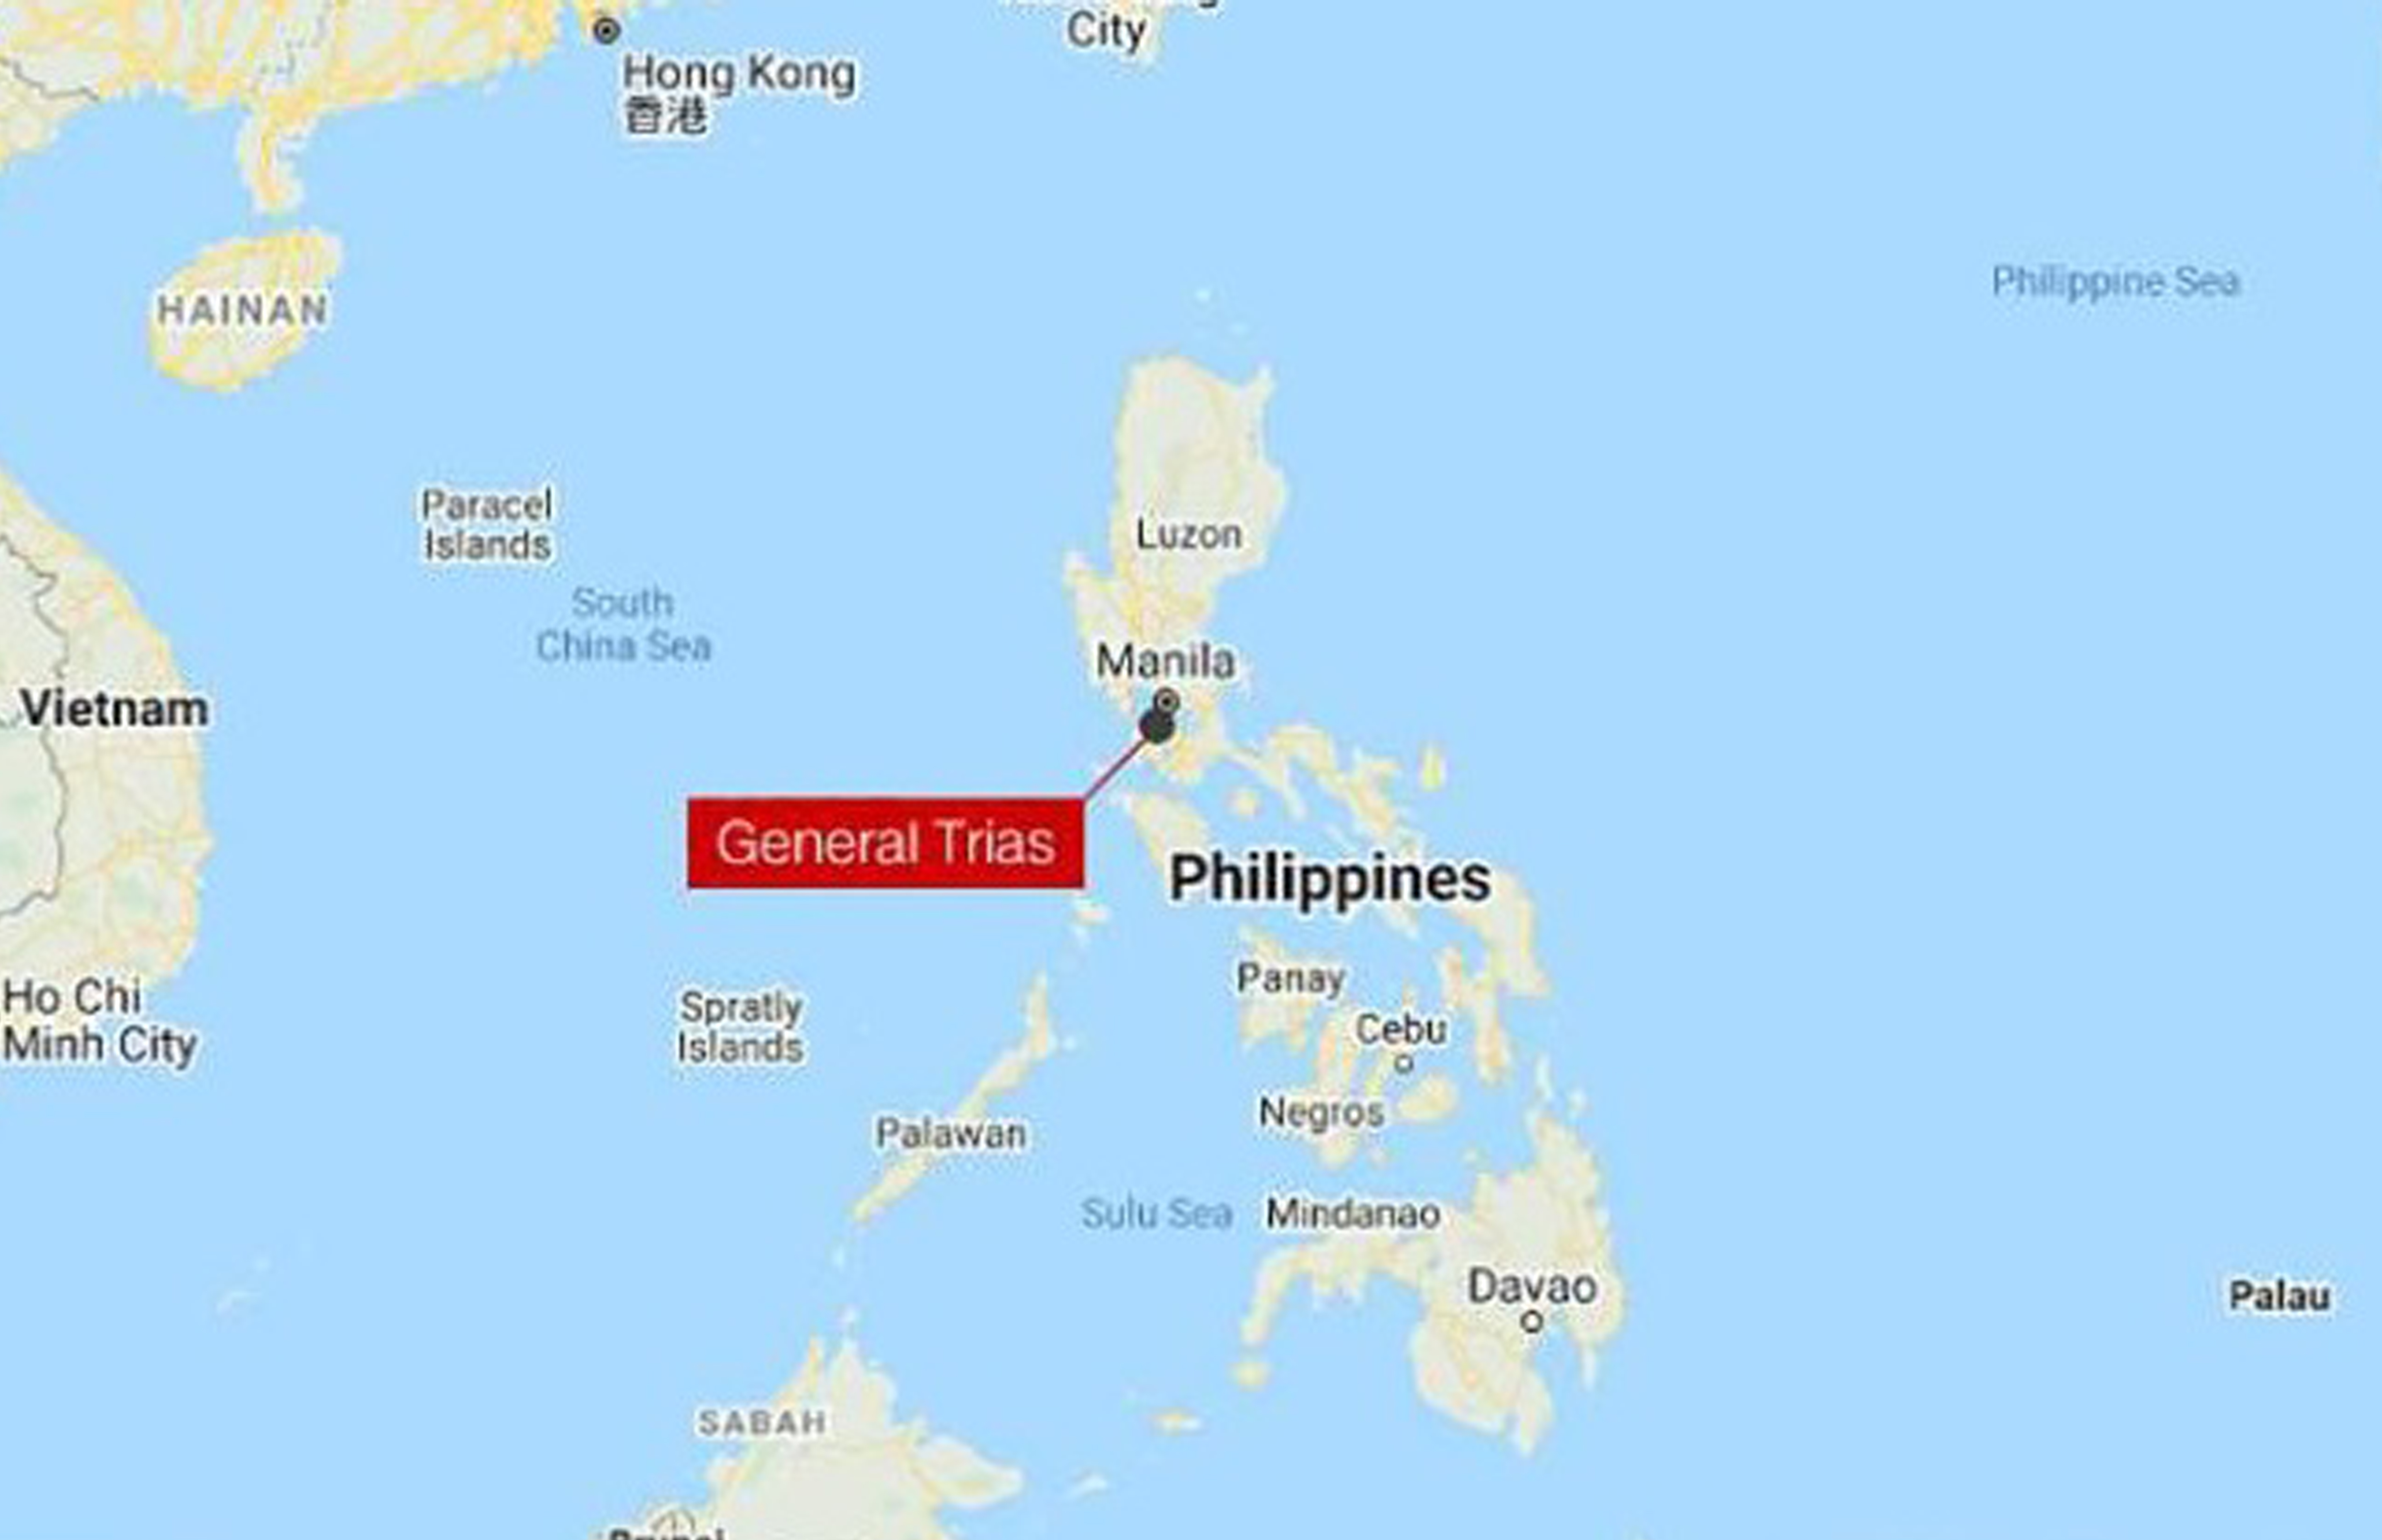 City
Hong Kong
香港
Philippine Sea
HAINAN
Paracel
Islands
Luzon
South
China Sea
Manila
Vietnam
General Trias
Philippines
Panay
Ho Chi
Minh City
Spratly
Islands
Cebu
Negros
Palawan
Sulu Sea
Mindanao
Davao
Palau
SABAH